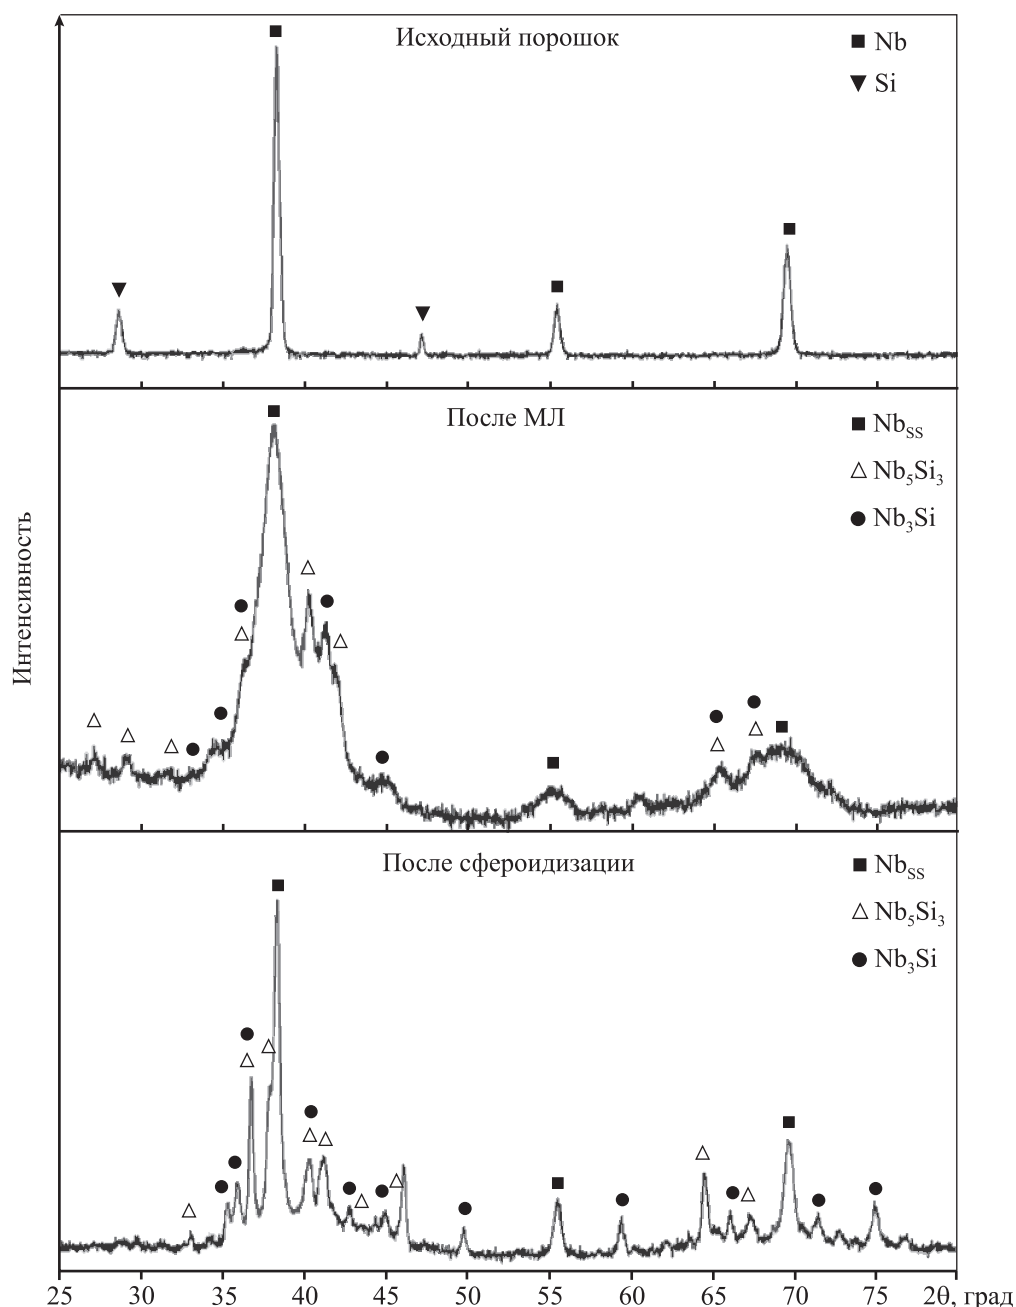 Исходный порошок
■ Nb
▼ Si
После МЛ
■ Nb_SS
△ Nb₅Si₃
● Nb₃Si
Интенсивность
После сфероидизации
■ Nb_SS
△ Nb₅Si₃
● Nb₃Si
25 30 35 40 45 50 55 60 65 70 75 2θ, град